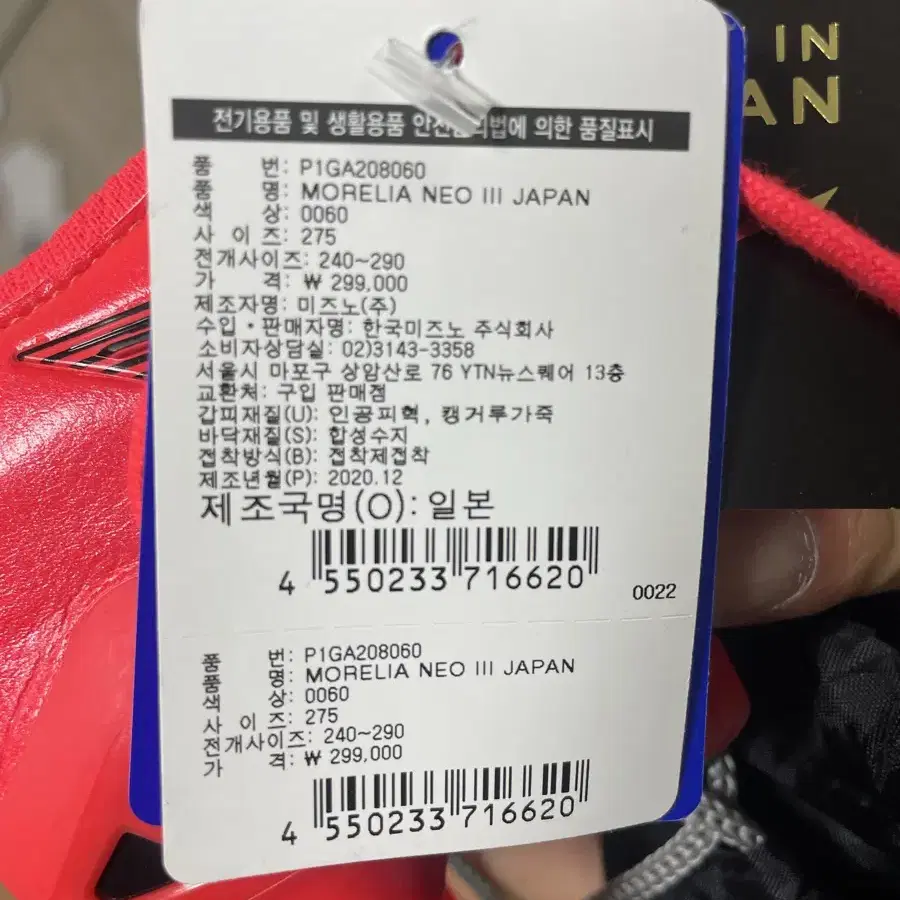 IN
AN
전기용품 및 생활용품 안전 리법에 의한 품질표시
품 번: P1GA208060
품 명: MORELIA NEO III JAPAN
색 상: 0060
사 이 즈: 275
전개사이즈: 240~290
가 격: ₩ 299,000
제조자명: 미즈노(주)
수입・판매자명: 한국미즈노 주식회사
소비자상담실: 02)3143-3358
서울시 마포구 상암산로 76 YTN뉴스퀘어 13층
교환처: 구입 판매점
갑피재질(U): 인공피혁, 캥거루가죽
바닥재질(S): 합성수지
접착방식(B): 접착제접착
제조년월(P): 2020.12
제조국명(O): 일본
4 550233 716620
0022
품 번: P1GA208060
품 명: MORELIA NEO III JAPAN
색 상: 0060
사 이 즈: 275
전개사이즈: 240~290
가 격: ₩ 299,000
4 550233 716620